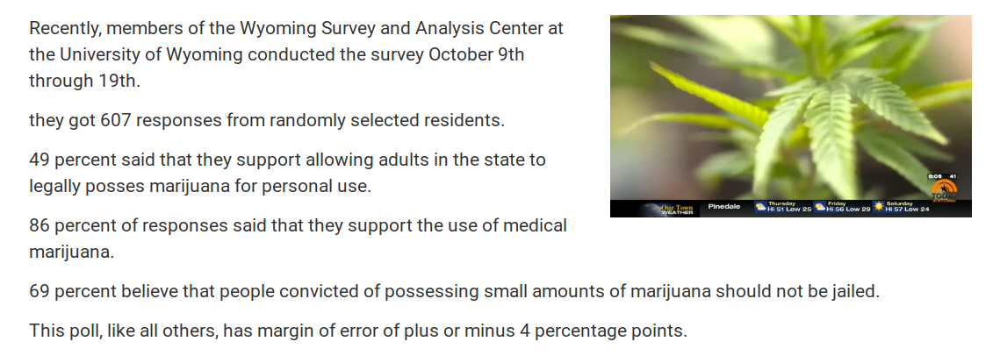 Recently, members of the Wyoming Survey and Analysis Center at
the University of Wyoming conducted the survey October 9th
through 19th.
they got 607 responses from randomly selected residents.
49 percent said that they support allowing adults in the state to
legally posses marijuana for personal use.
86 percent of responses said that they support the use of medical
marijuana.
69 percent believe that people convicted of possessing small amounts of marijuana should not be jailed.
This poll, like all others, has margin of error of plus or minus 4 percentage points.
6:08 41
TODAY
Our Town
WEATHER
Pinedale
Thursday
Hi 51 Low 25
Friday
Hi 56 Low 29
Saturday
Hi 57 Low 24